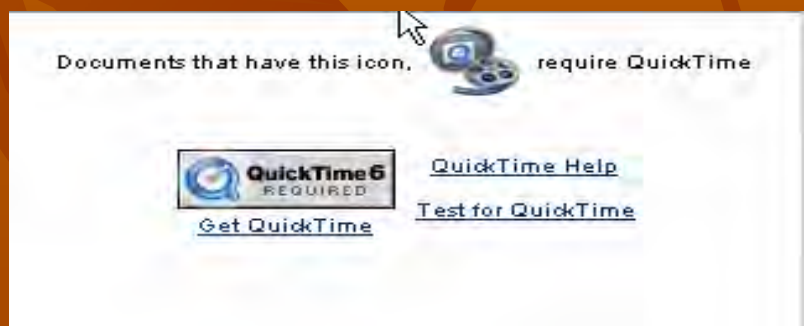 Documents that have this icon, require QuickTime
QuickTime 6
REQUIRED
Get QuickTime
QuickTime Help
Test for QuickTime